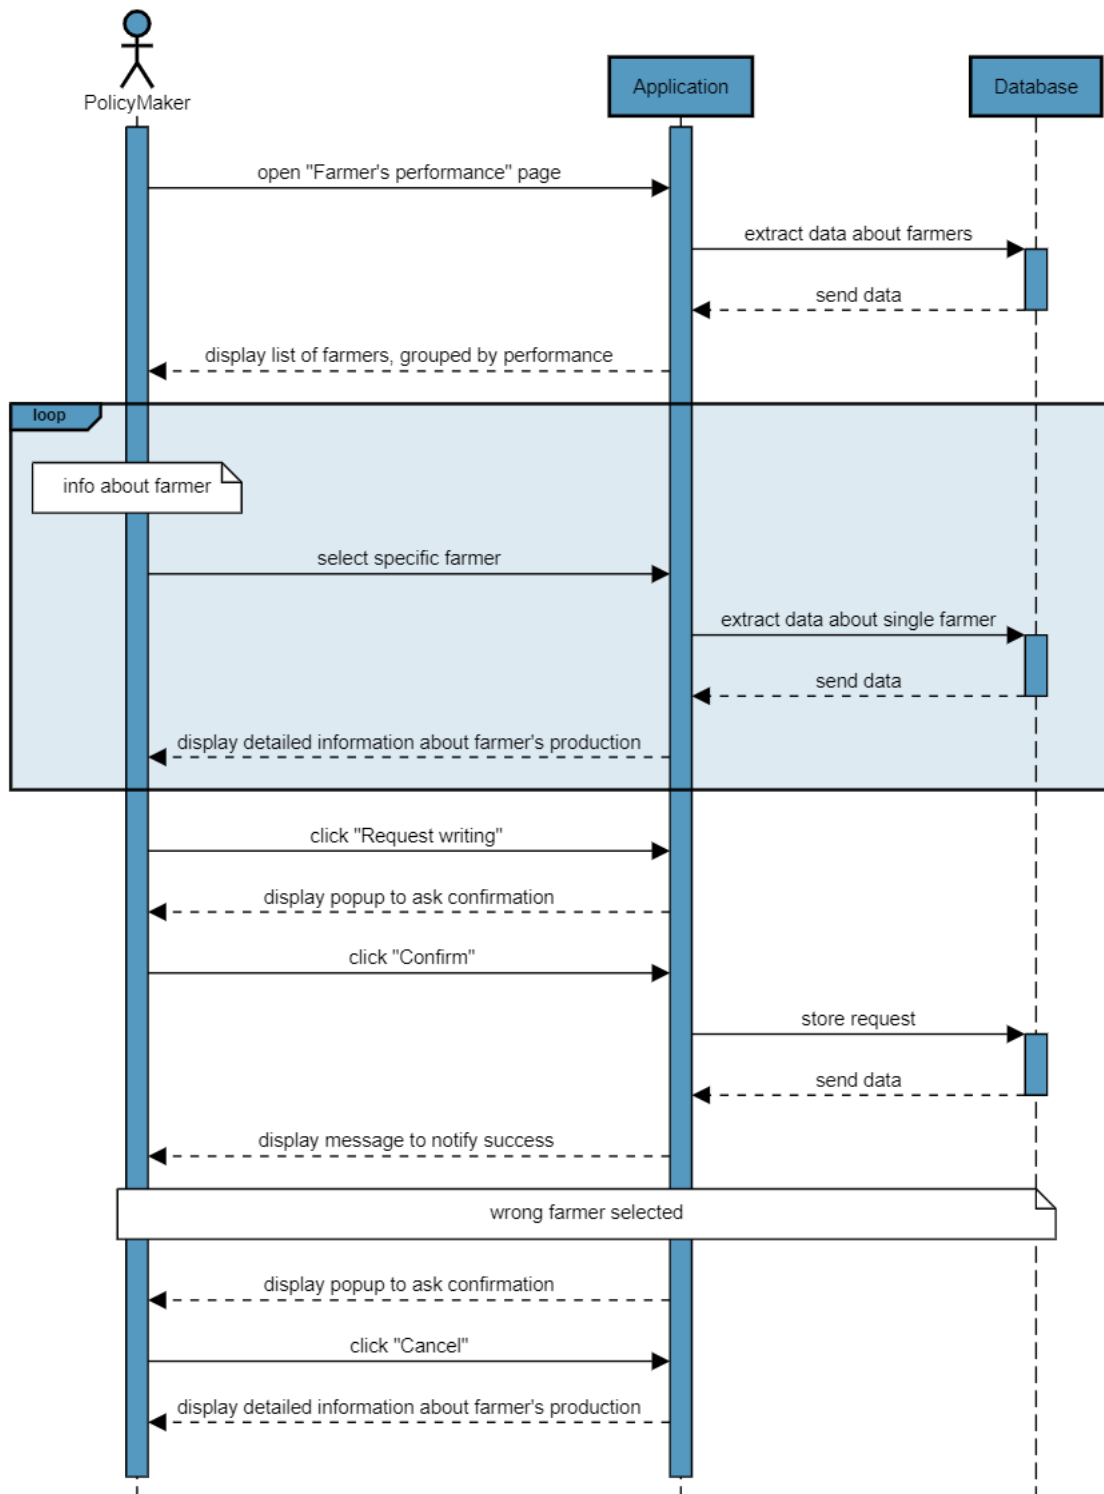 PolicyMaker
Application
Database
open "Farmer's performance" page
extract data about farmers
send data
display list of farmers, grouped by performance
loop
info about farmer
select specific farmer
extract data about single farmer
send data
display detailed information about farmer's production
click "Request writing"
display popup to ask confirmation
click "Confirm"
store request
send data
display message to notify success
wrong farmer selected
display popup to ask confirmation
click "Cancel"
display detailed information about farmer's production